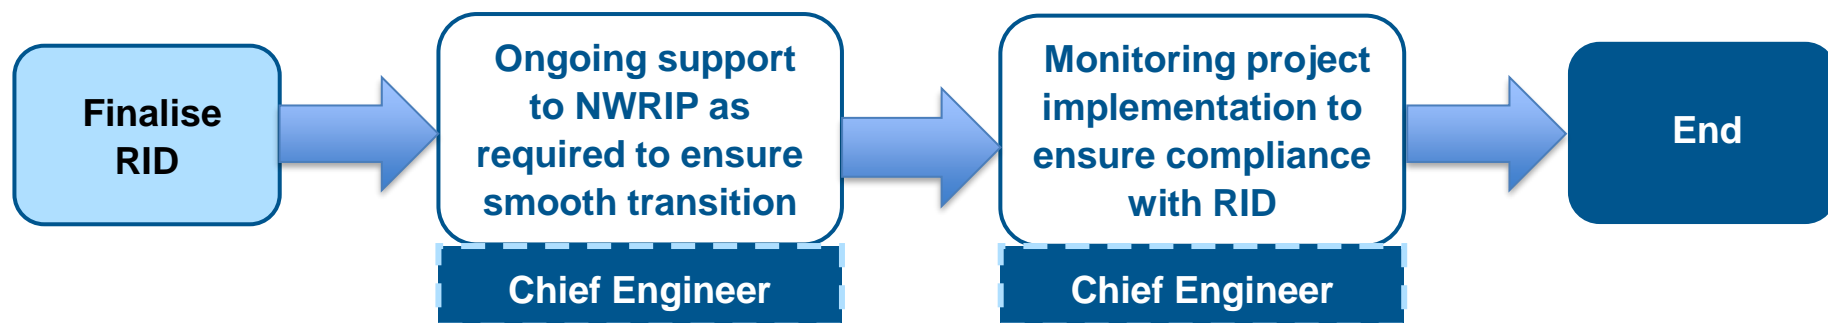 Finalise
RID
Ongoing support
to NWRIP as
required to ensure
smooth transition
Chief Engineer
Monitoring project
implementation to
ensure compliance
with RID
Chief Engineer
End